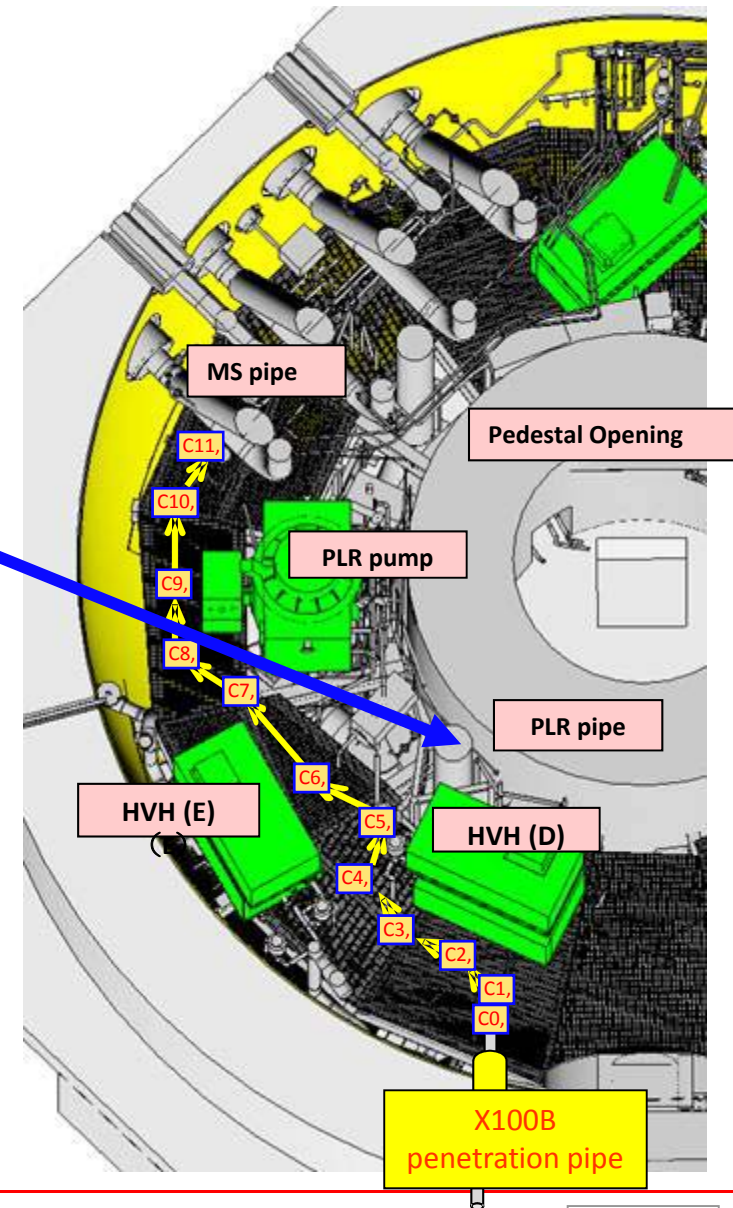 MS pipe
C11,
Pedestal Opening
C10,
PLR pump
C9,
C8,
C7,
PLR pipe
C6,
HVH (E)
C5,
HVH (D)
C4,
C3,
C2,
C1,
C0,
X100B
penetration pipe